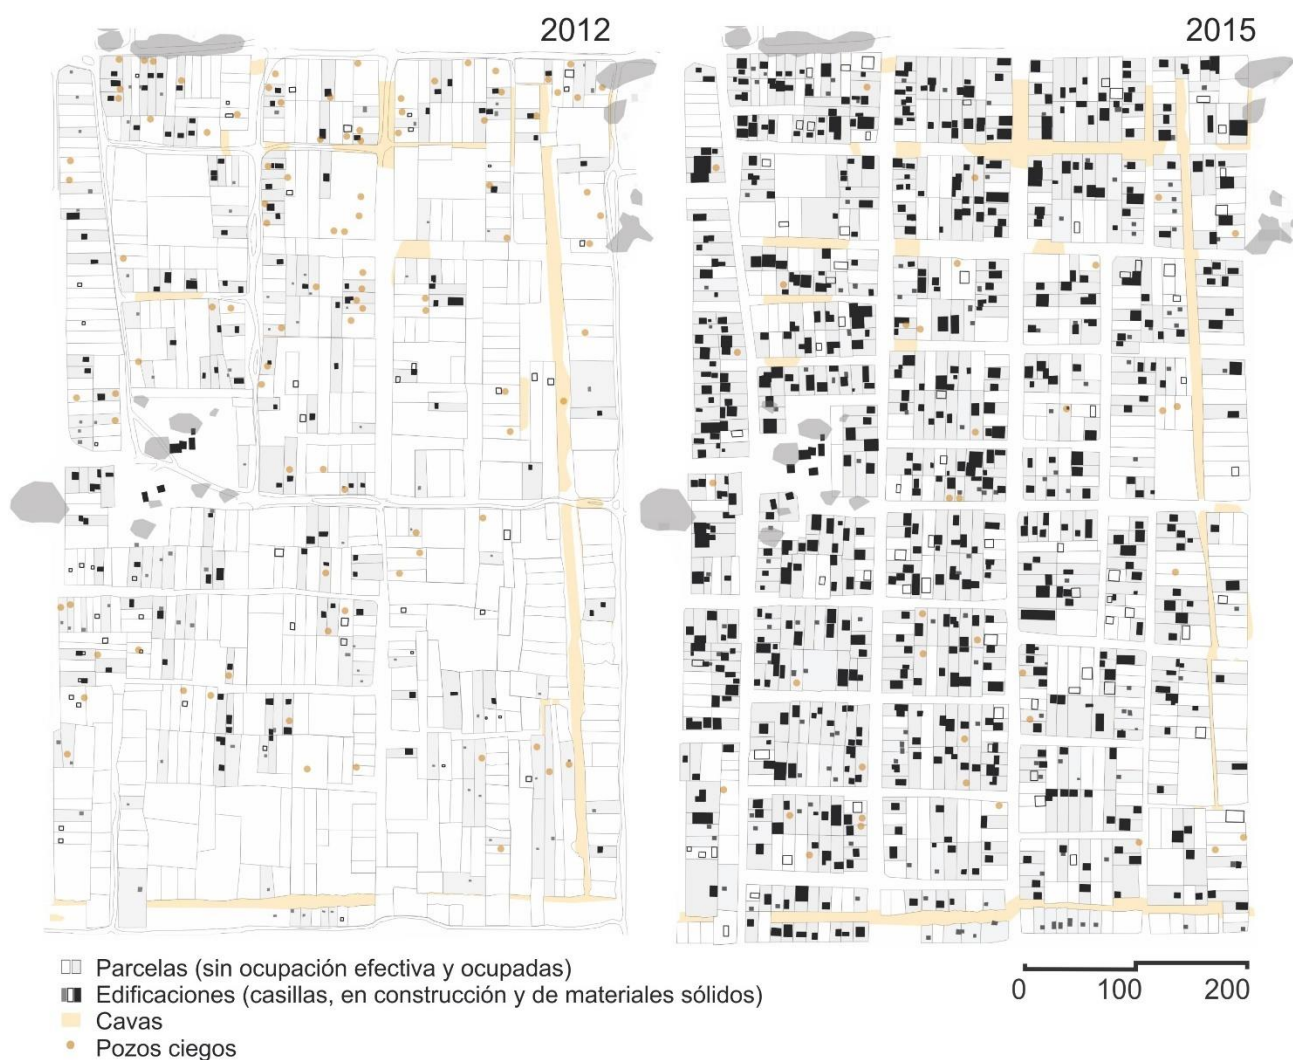 2012
2015
Parcelas (sin ocupación efectiva y ocupadas)
Edificaciones (casillas, en construcción y de materiales sólidos)
Cavas
Pozos ciegos
0 100 200